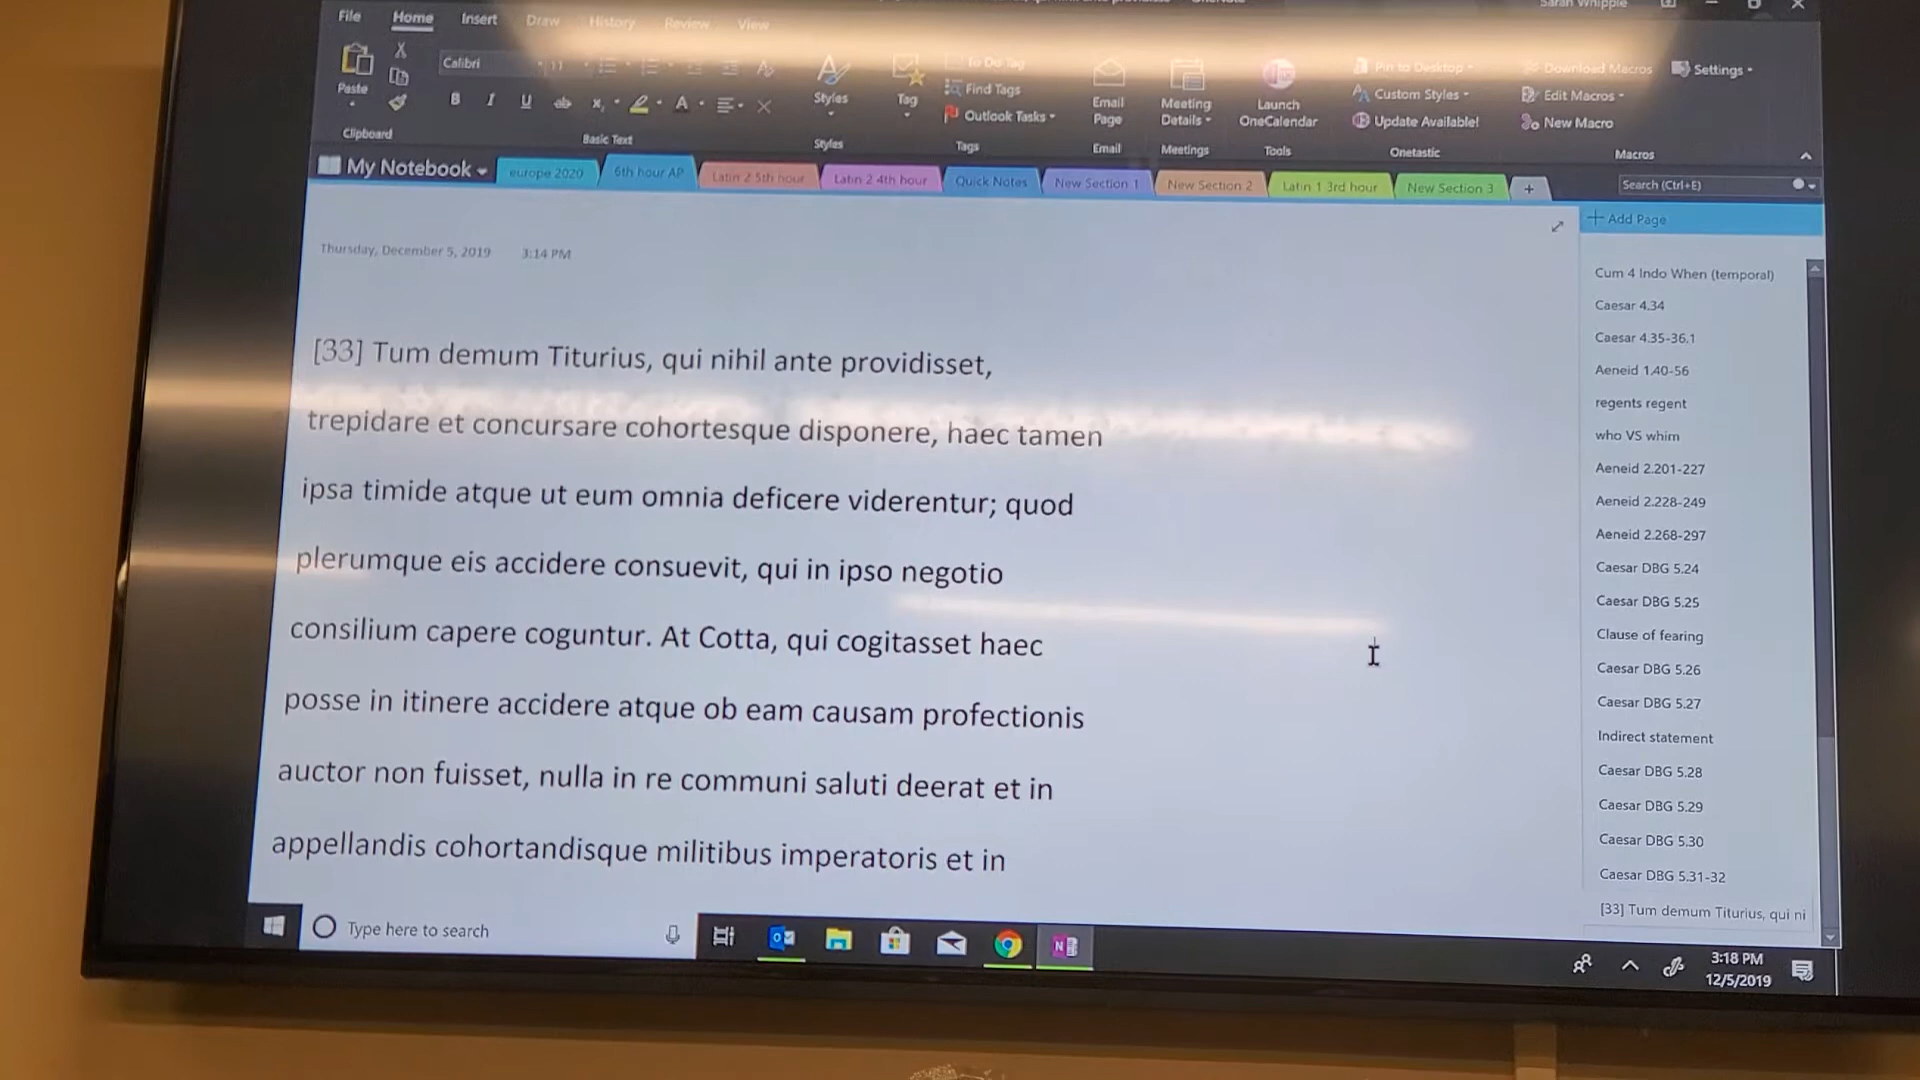 Sarah Whipple
File Home Insert Draw History Review View
Paste
Clipboard
Calibri 11
B I U ab x A
Basic Text
Styles
Styles
Tag
To Do Tag
Find Tags
Outlook Tasks
Tags
Email Page
Email
Meeting Details
Meetings
Launch OneCalendar
Tools
Pin to Desktop
Custom Styles
Update Available!
Onetastic
Download Macros
Edit Macros
New Macro
Settings
Macros
My Notebook europe 2020 6th hour AP Latin 2 5th hour Latin 2 4th hour Quick Notes New Section 1 New Section 2 Latin 1 3rd hour New Section 3 + Search (Ctrl+E)
Thursday, December 5, 2019 3:14 PM
[33] Tum demum Titurius, qui nihil ante providisset,
trepidare et concursare cohortesque disponere, haec tamen
ipsa timide atque ut eum omnia deficere viderentur; quod
plerumque eis accidere consuevit, qui in ipso negotio
consilium capere coguntur. At Cotta, qui cogitasset haec
posse in itinere accidere atque ob eam causam profectionis
auctor non fuisset, nulla in re communi saluti deerat et in
appellandis cohortandisque militibus imperatoris et in
Add Page
Cum 4 Indo When (temporal)
Caesar 4.34
Caesar 4.35-36.1
Aeneid 1.40-56
regents regent
who VS whim
Aeneid 2.201-227
Aeneid 2.228-249
Aeneid 2.268-297
Caesar DBG 5.24
Caesar DBG 5.25
Clause of fearing
Caesar DBG 5.26
Caesar DBG 5.27
Indirect statement
Caesar DBG 5.28
Caesar DBG 5.29
Caesar DBG 5.30
Caesar DBG 5.31-32
[33] Tum demum Titurius, qui ni
Type here to search
3:18 PM
12/5/2019